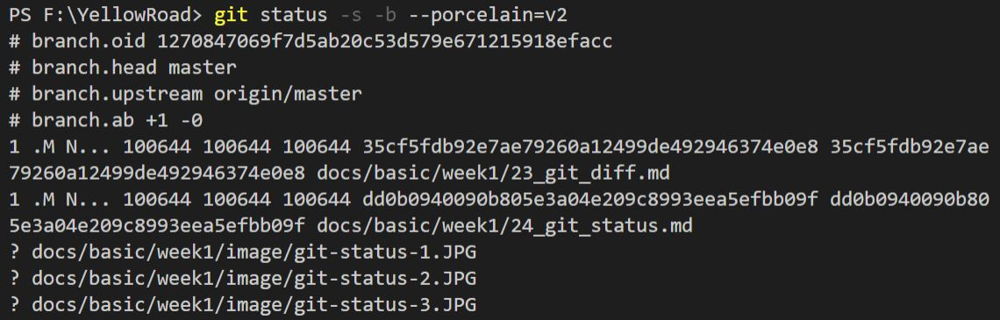 PS F:\YellowRoad> git status -s -b --porcelain=v2
# branch.oid 1270847069f7d5ab20c53d579e671215918efacc
# branch.head master
# branch.upstream origin/master
# branch.ab +1 -0
1 .M N... 100644 100644 100644 35cf5fdb92e7ae79260a12499de492946374e0e8 35cf5fdb92e7ae
79260a12499de492946374e0e8 docs/basic/week1/23_git_diff.md
1 .M N... 100644 100644 100644 dd0b0940090b805e3a04e209c8993eea5efbb09f dd0b0940090b80
5e3a04e209c8993eea5efbb09f docs/basic/week1/24_git_status.md
? docs/basic/week1/image/git-status-1.JPG
? docs/basic/week1/image/git-status-2.JPG
? docs/basic/week1/image/git-status-3.JPG